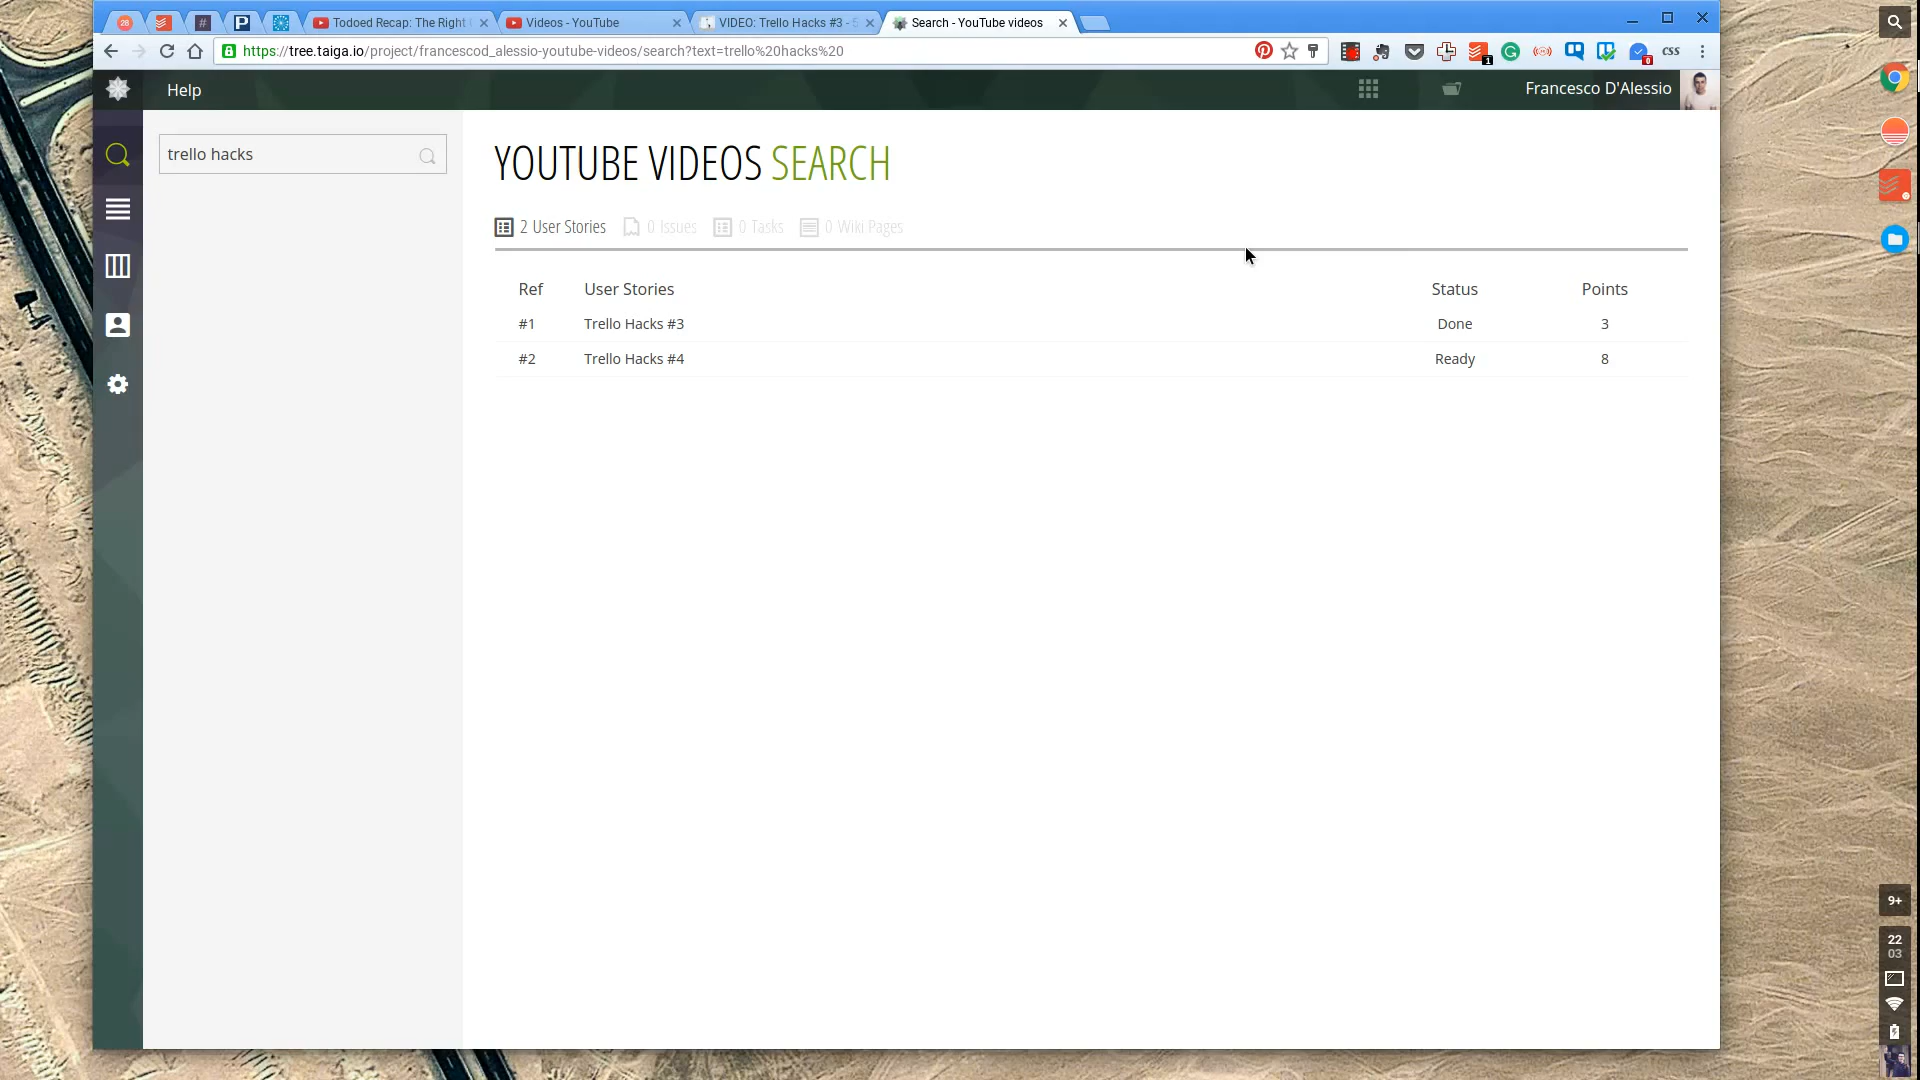 28
#
P
Todoed Recap: The Right
Videos - YouTube
VIDEO: Trello Hacks #3 -
Search - YouTube videos
https://tree.taiga.io/project/francescod_alessio-youtube-videos/search?text=trello%20hacks%20
1
0
css
Help
Francesco D'Alessio
trello hacks
YOUTUBE VIDEOS SEARCH
2 User Stories
0 Issues
0 Tasks
0 Wiki Pages
Ref User Stories Status Points
#1 Trello Hacks #3 Done 3
#2 Trello Hacks #4 Ready 8
9+
22
03